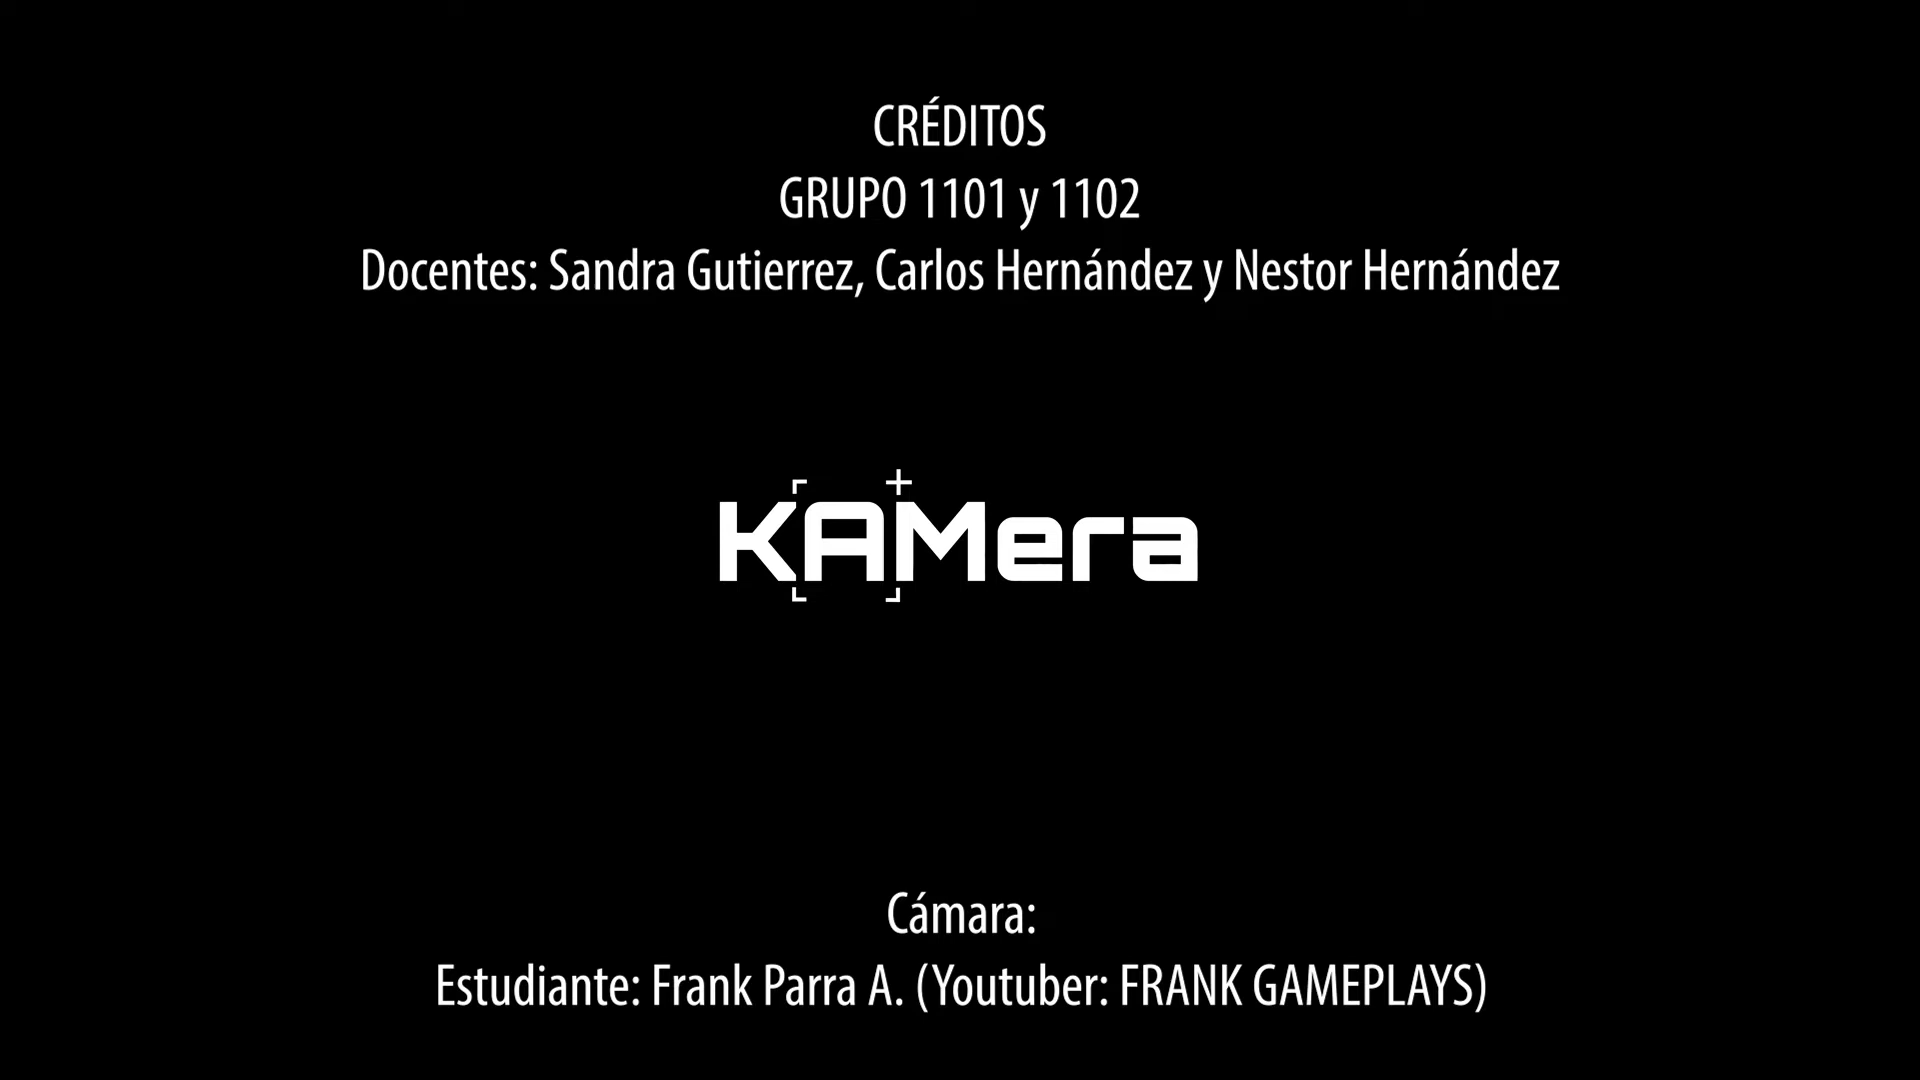 CRÉDITOS
GRUPO 1101 y 1102
Docentes: Sandra Gutierrez, Carlos Hernández y Nestor Hernández
KAMera
Cámara:
Estudiante: Frank Parra A. (Youtuber: FRANK GAMEPLAYS)